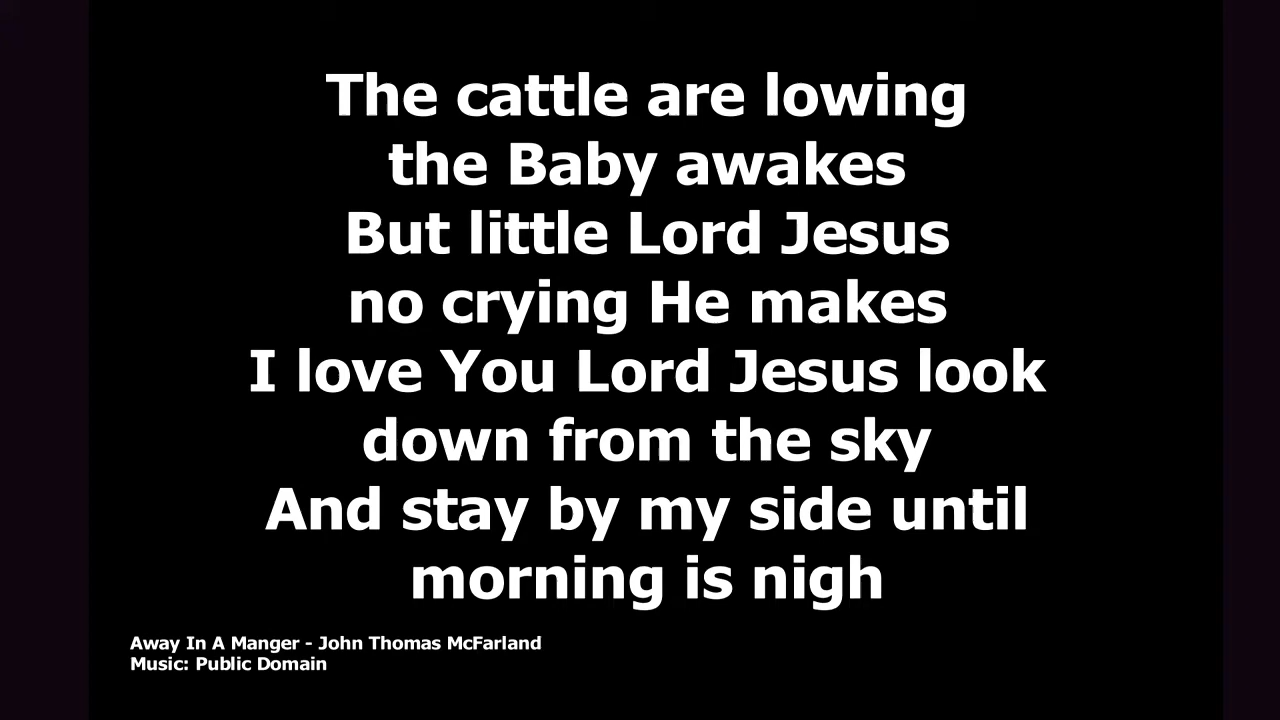 The cattle are lowing
the Baby awakes
But little Lord Jesus
no crying He makes
I love You Lord Jesus look
down from the sky
And stay by my side until
morning is nigh
Away In A Manger - John Thomas McFarland
Music: Public Domain